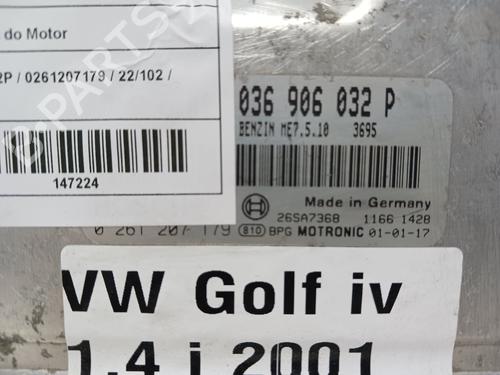 do Motor
2P / 0261207179 / 22/102 /
147224
036 906 032 P
BENZIN ME7.5.10 3695
Made in Germany
26SA7368 1166 1428
0 261 207 179 810 BPG MOTRONIC 01-01-17
VW Golf iv
1.4 i 2001